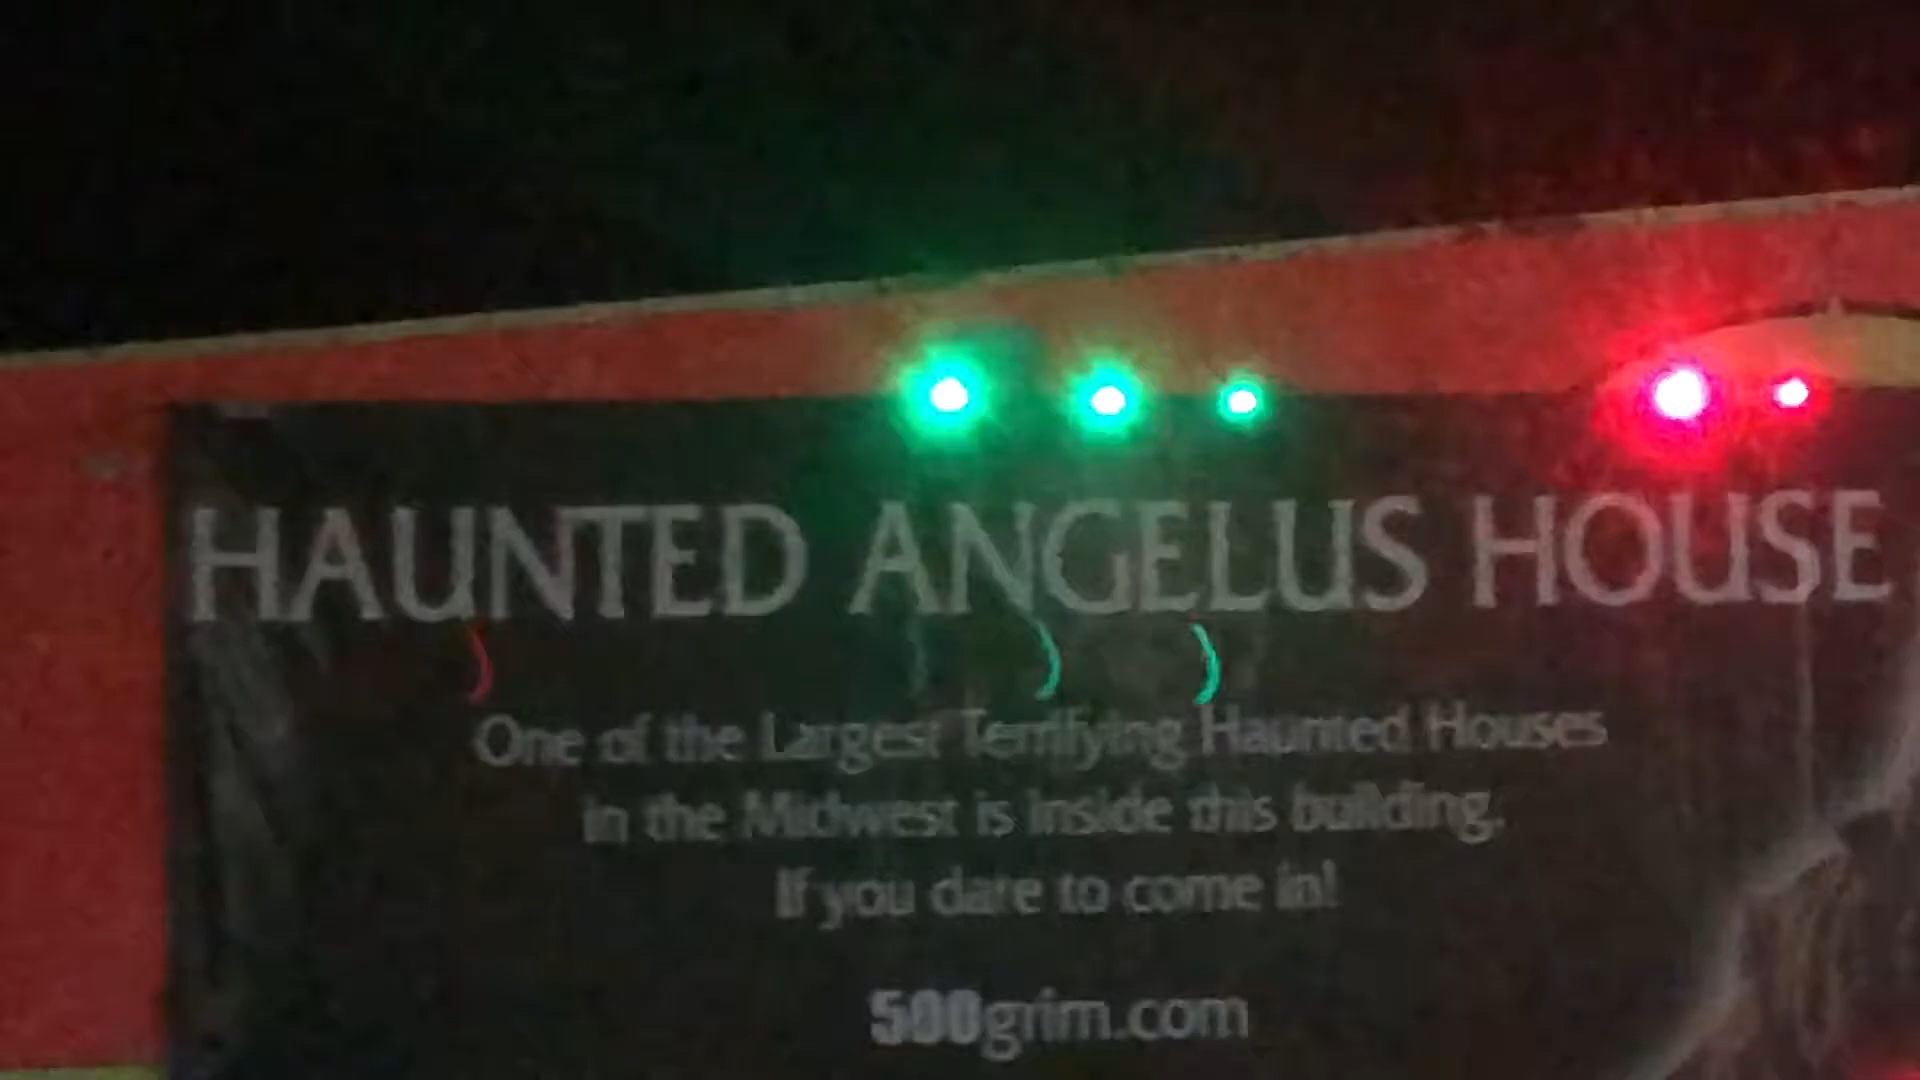 HAUNTED ANGELUS HOUSE
One of the Largest Terrifying Haunted Houses
in the Midwest is inside this building.
If you dare to come in!
500grim.com